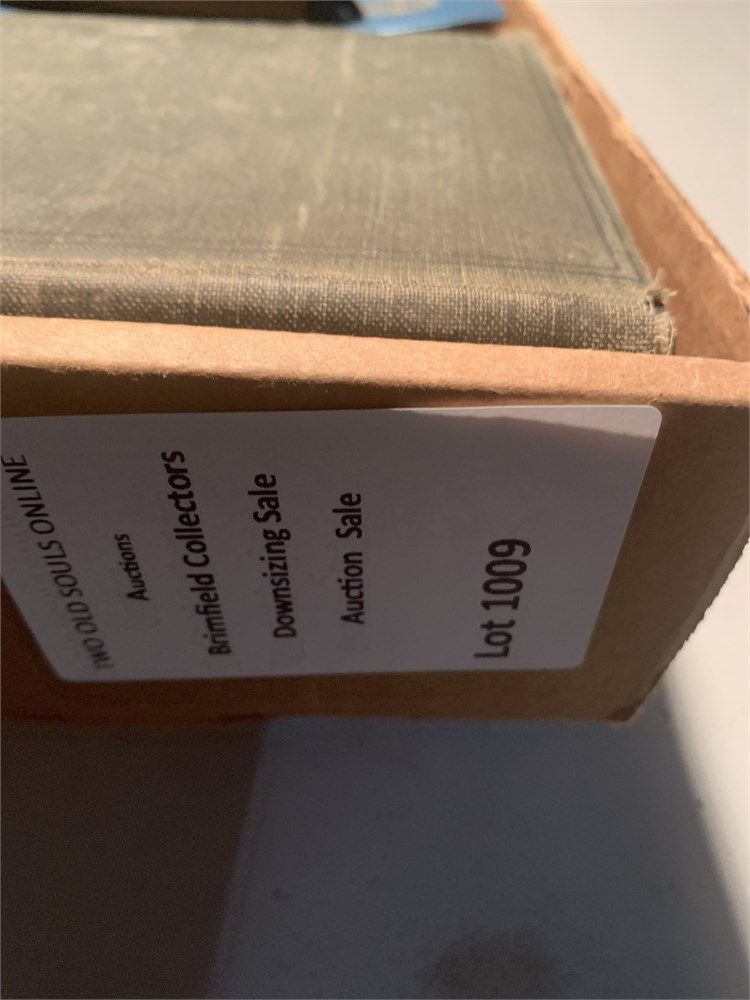 TWO OLD SOULS ONLINE
Auctions
Brimfield Collectors
Downsizing Sale
Auction Sale
Lot 1009